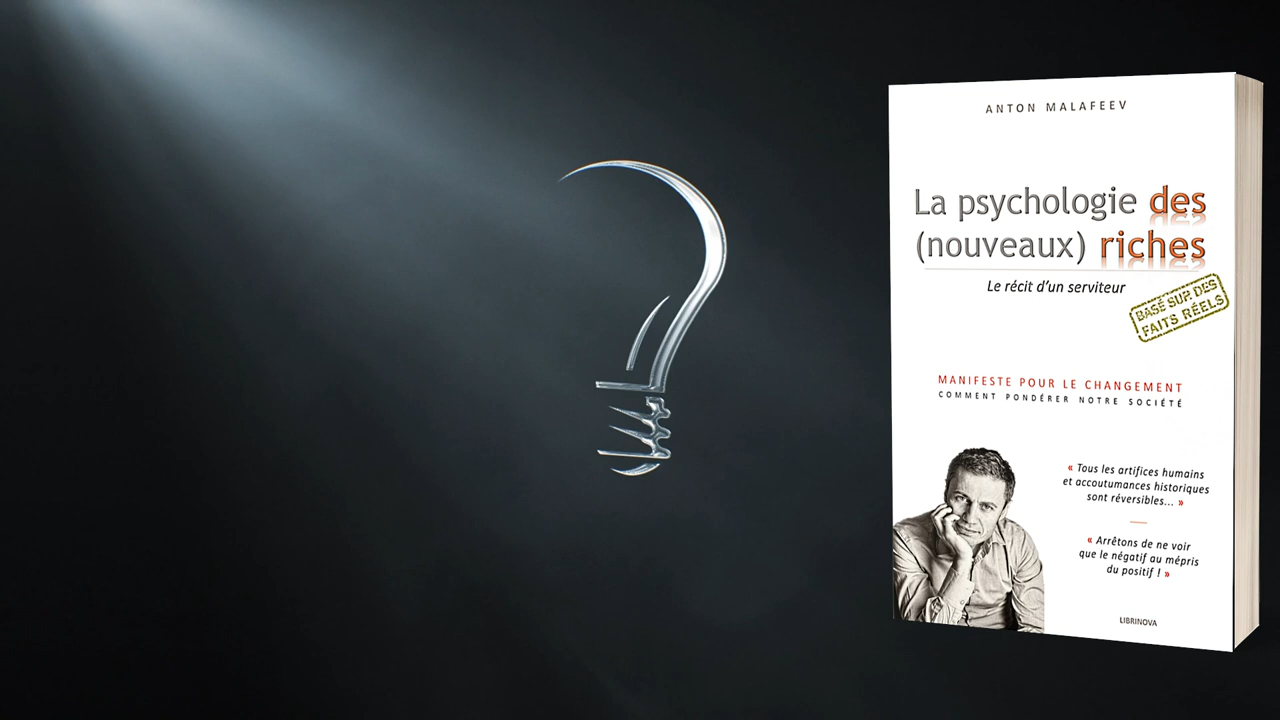 ANTON MALAFEEV
La psychologie des
(nouveaux) riches
Le récit d'un serviteur
BASÉ SUR DES
FAITS RÉELS
MANIFESTE POUR LE CHANGEMENT
COMMENT PONDÉRER NOTRE SOCIÉTÉ
« Tous les artifices humains
et accoutumances historiques
sont réversibles... »
« Arrêtons de ne voir
que le négatif au mépris
du positif ! »
LIBRINOVA